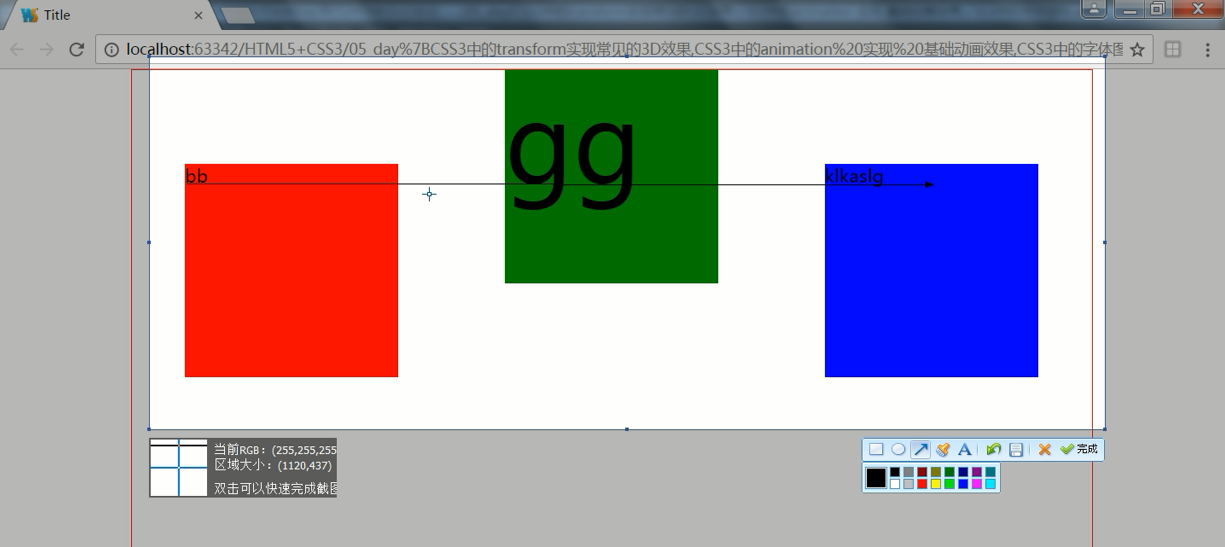 Title
localhost:63342/HTML5+CSS3/05 day%7BCSS3中的transform实现常见的3D效果,CSS3中的animation%20实现%20基础动画效果,CSS3中的字体图
gg
bb
klkaslg
当前RGB：(255,255,255
区域大小：(1120,437)
双击可以快速完成截图
A
完成